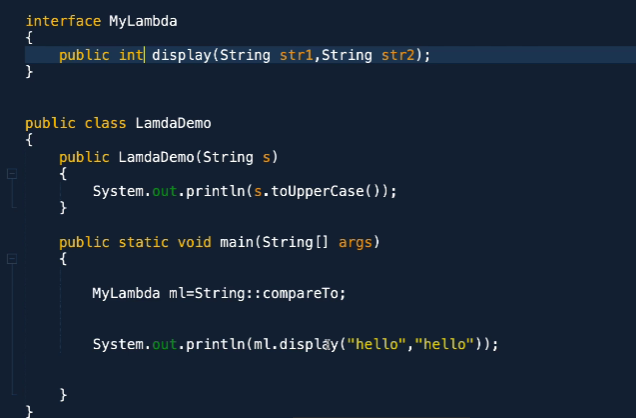 interface MyLambda
{
    public int display(String str1,String str2);
}
public class LamdaDemo
{
    public LamdaDemo(String s)
    {
        System.out.println(s.toUpperCase());
    }
    public static void main(String[] args)
    {
        MyLambda ml=String::compareTo;
        System.out.println(ml.display("hello","hello"));
    }
}